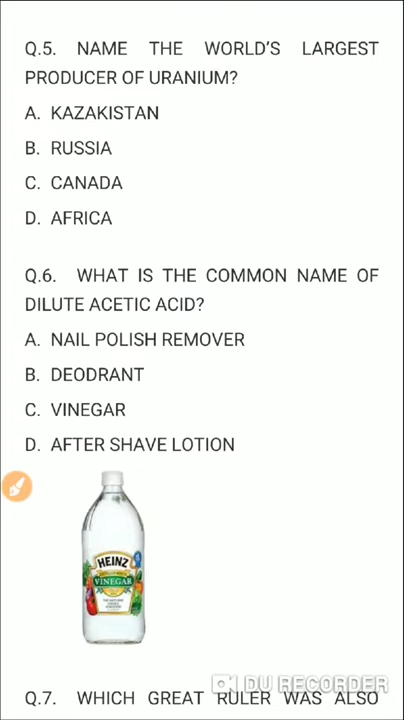 Q.5. NAME THE WORLD'S LARGEST
PRODUCER OF URANIUM?
A. KAZAKISTAN
B. RUSSIA
C. CANADA
D. AFRICA
Q.6. WHAT IS THE COMMON NAME OF
DILUTE ACETIC ACID?
A. NAIL POLISH REMOVER
B. DEODRANT
C. VINEGAR
D. AFTER SHAVE LOTION
HEINZ
VINEGAR
DU RECORDER
Q.7. WHICH GREAT RULER WAS ALSO